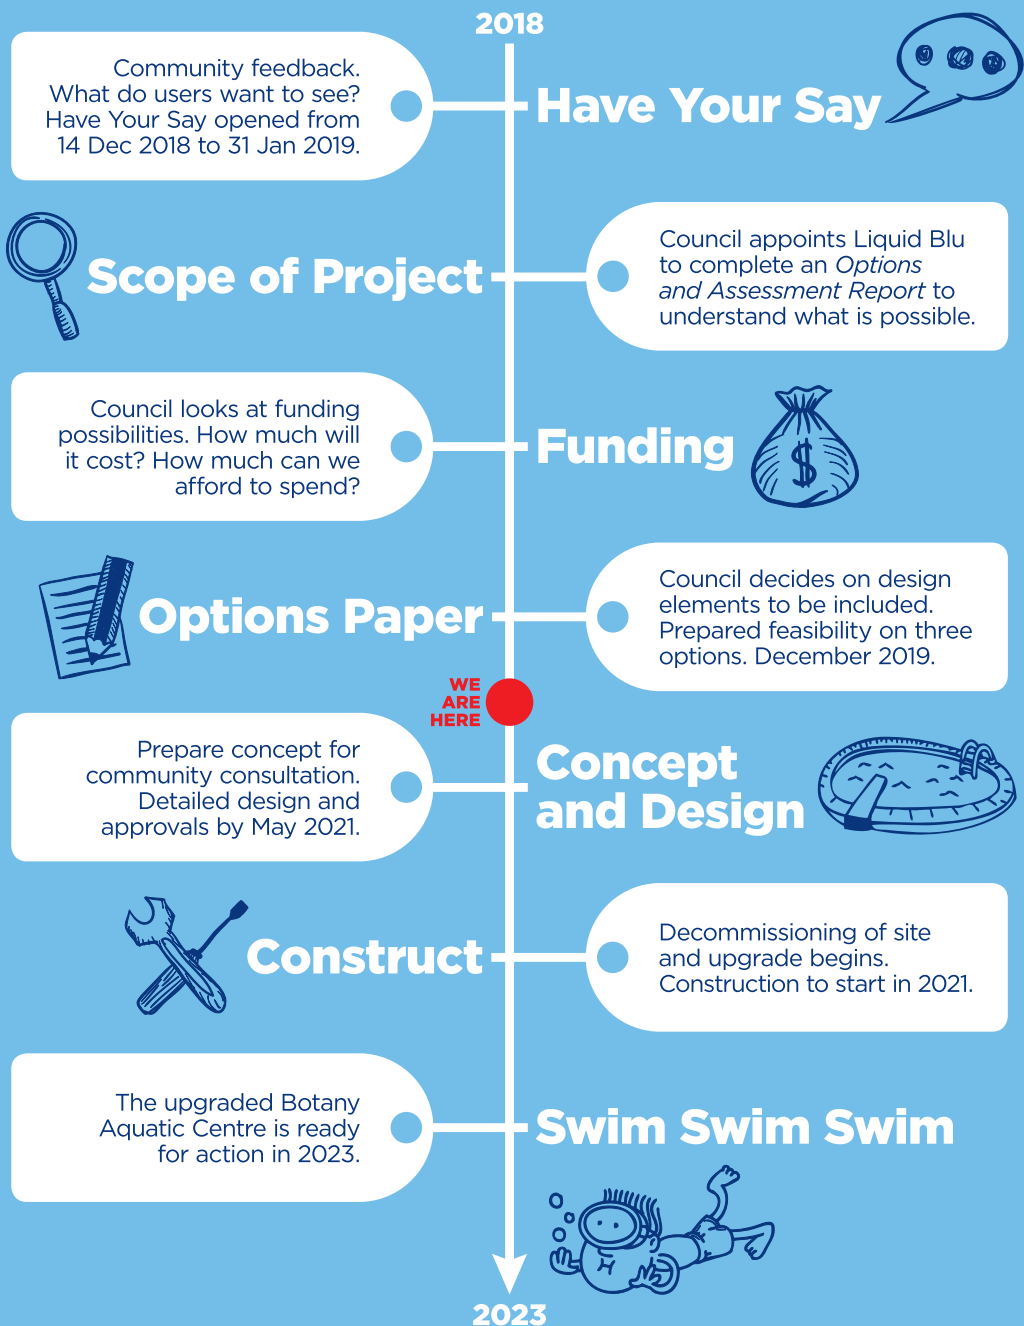 2018
Community feedback.
What do users want to see?
Have Your Say opened from
14 Dec 2018 to 31 Jan 2019.
Have Your Say
Scope of Project
Council appoints Liquid Blu
to complete an Options
and Assessment Report to
understand what is possible.
Council looks at funding
possibilities. How much will
it cost? How much can we
afford to spend?
Funding
$
Options Paper
Council decides on design
elements to be included.
Prepared feasibility on three
options. December 2019.
WE
ARE
HERE
Prepare concept for
community consultation.
Detailed design and
approvals by May 2021.
Concept
and Design
Construct
Decommissioning of site
and upgrade begins.
Construction to start in 2021.
The upgraded Botany
Aquatic Centre is ready
for action in 2023.
Swim Swim Swim
2023